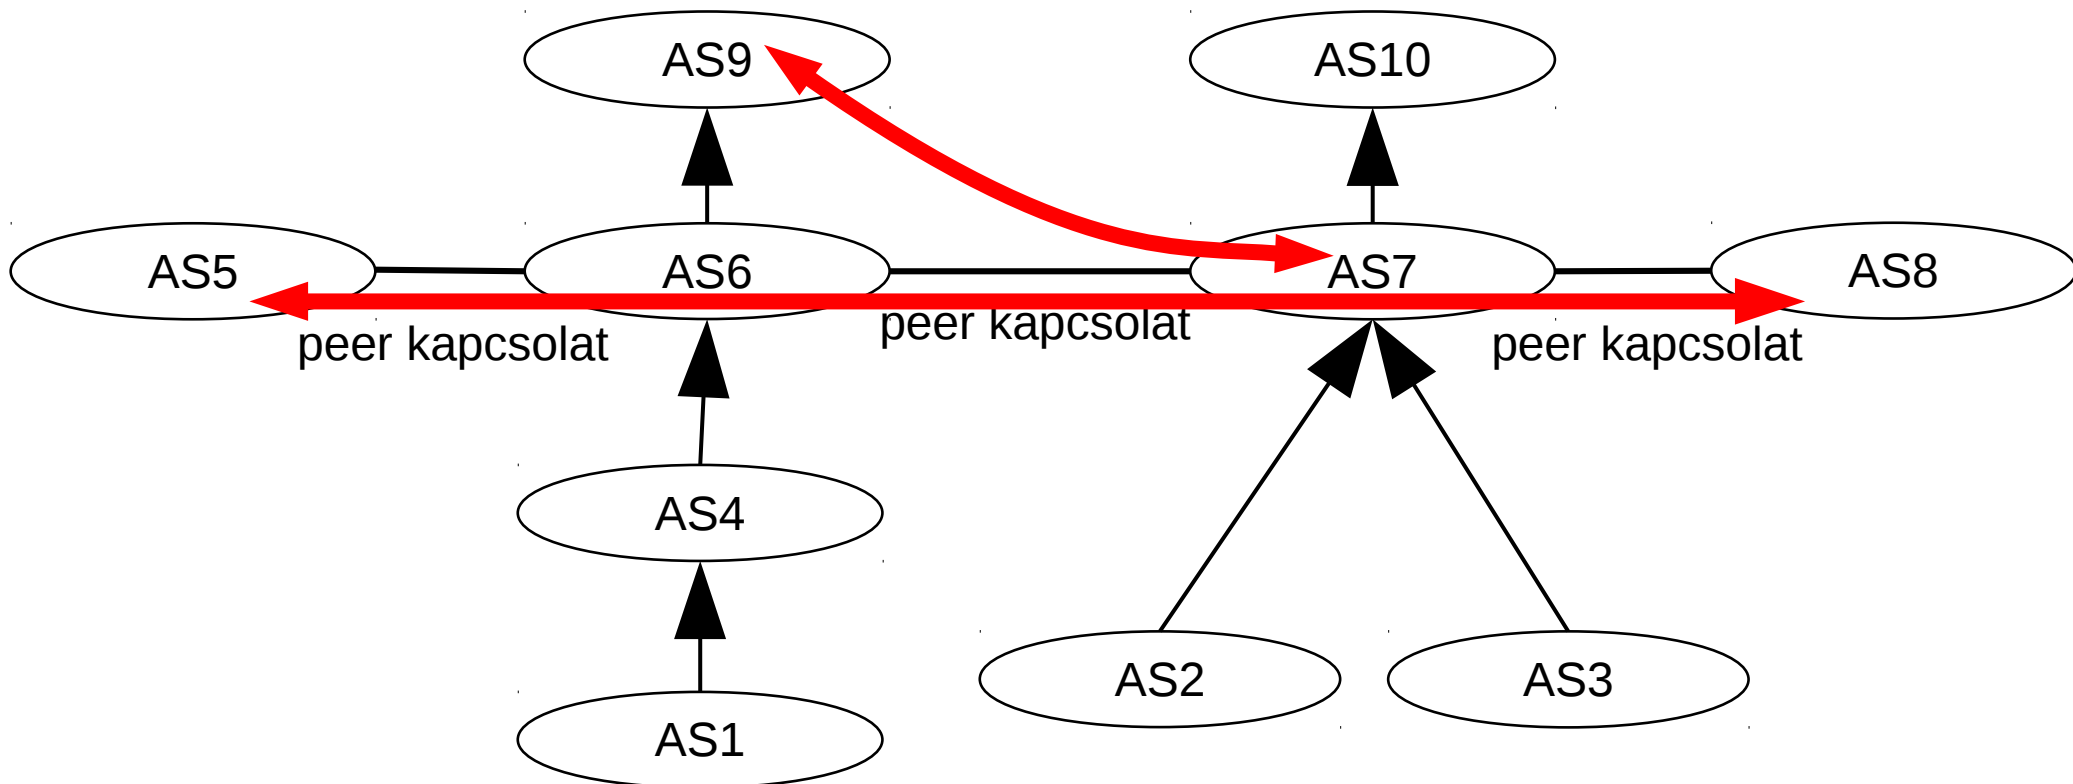 AS9
AS10
AS5
AS6
AS7
AS8
peer kapcsolat
peer kapcsolat
peer kapcsolat
AS4
AS2
AS3
AS1